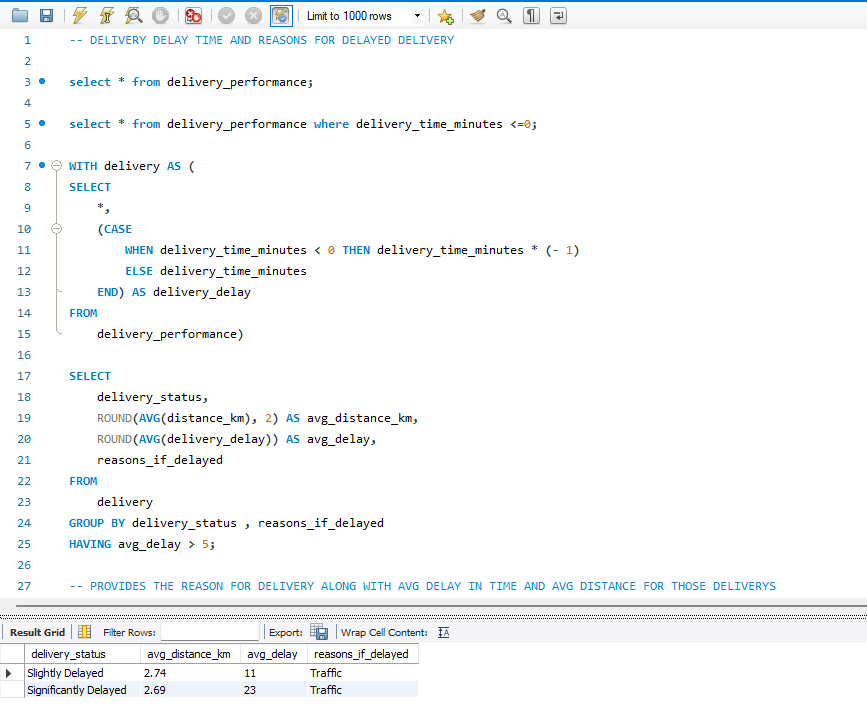 Limit to 1000 rows
1 -- DELIVERY DELAY TIME AND REASONS FOR DELAYED DELIVERY
2
3 select * from delivery_performance;
4
5 select * from delivery_performance where delivery_time_minutes <=0;
6
7 WITH delivery AS (
8 SELECT
9 *,
10 (CASE
11 WHEN delivery_time_minutes < 0 THEN delivery_time_minutes * (- 1)
12 ELSE delivery_time_minutes
13 END) AS delivery_delay
14 FROM
15 delivery_performance)
16
17 SELECT
18 delivery_status,
19 ROUND(AVG(distance_km), 2) AS avg_distance_km,
20 ROUND(AVG(delivery_delay)) AS avg_delay,
21 reasons_if_delayed
22 FROM
23 delivery
24 GROUP BY delivery_status , reasons_if_delayed
25 HAVING avg_delay > 5;
26
27 -- PROVIDES THE REASON FOR DELIVERY ALONG WITH AVG DELAY IN TIME AND AVG DISTANCE FOR THOSE DELIVERYS
Result Grid Filter Rows: Export: Wrap Cell Content: IA
delivery_status avg_distance_km avg_delay reasons_if_delayed
Slightly Delayed 2.74 11 Traffic
Significantly Delayed 2.69 23 Traffic